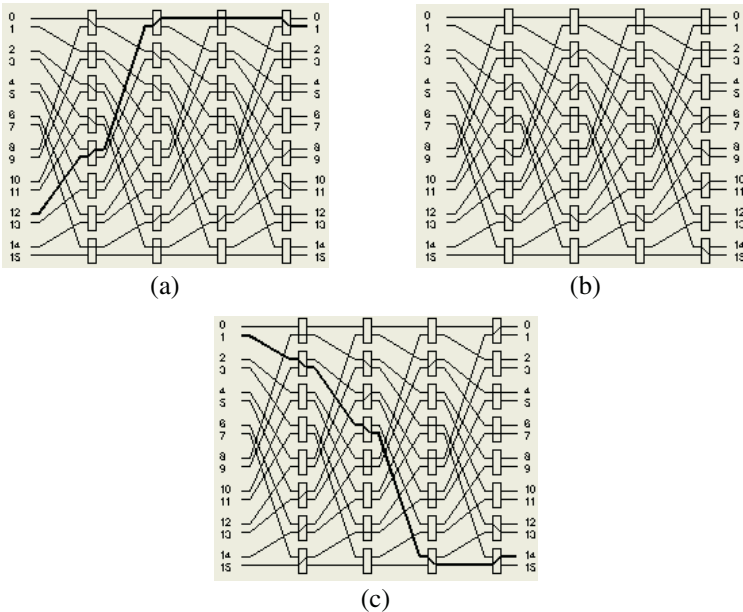 0 0 0 0
1 1 1 1
2 2 2 2
3 3 3 3
4 4 4 4
5 5 5 5
6 6 6 6
7 7 7 7
8 8 8 8
9 9 9 9
10 10 10 10
11 11 11 11
12 12 12 12
13 13 13 13
14 14 14 14
15 15 15 15
(a) (b)
0 0
1 1
2 2
3 3
4 4
5 5
6 6
7 7
8 8
9 9
10 10
11 11
12 12
13 13
14 14
15 15
(c)